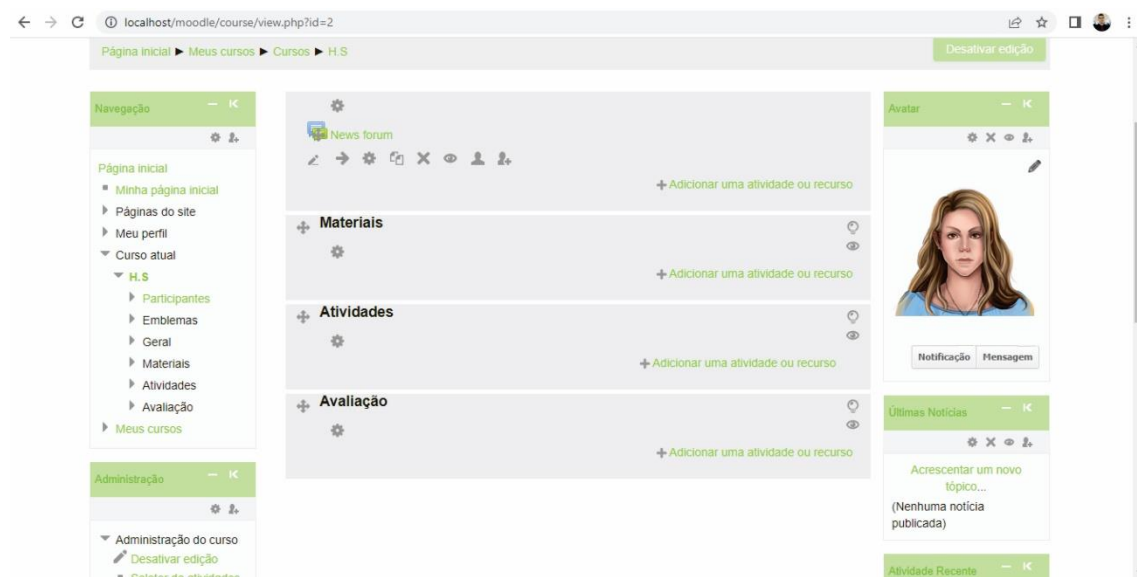 localhost/moodle/course/view.php?id=2
Página inicial ► Meus cursos ► Cursos ► H.S
Desativar edição
Navegação
Página inicial
Minha página inicial
Páginas do site
Meu perfil
Curso atual
H.S
Participantes
Emblemas
Geral
Materiais
Atividades
Avaliação
Meus cursos
Administração
Administração do curso
Desativar edição
Seletor de atividades
News forum
Adicionar uma atividade ou recurso
Materiais
Adicionar uma atividade ou recurso
Atividades
Adicionar uma atividade ou recurso
Avaliação
Adicionar uma atividade ou recurso
Avatar
Notificação Mensagem
Últimas Notícias
Acrescentar um novo
tópico...
(Nenhuma notícia
publicada)
Atividade Recente